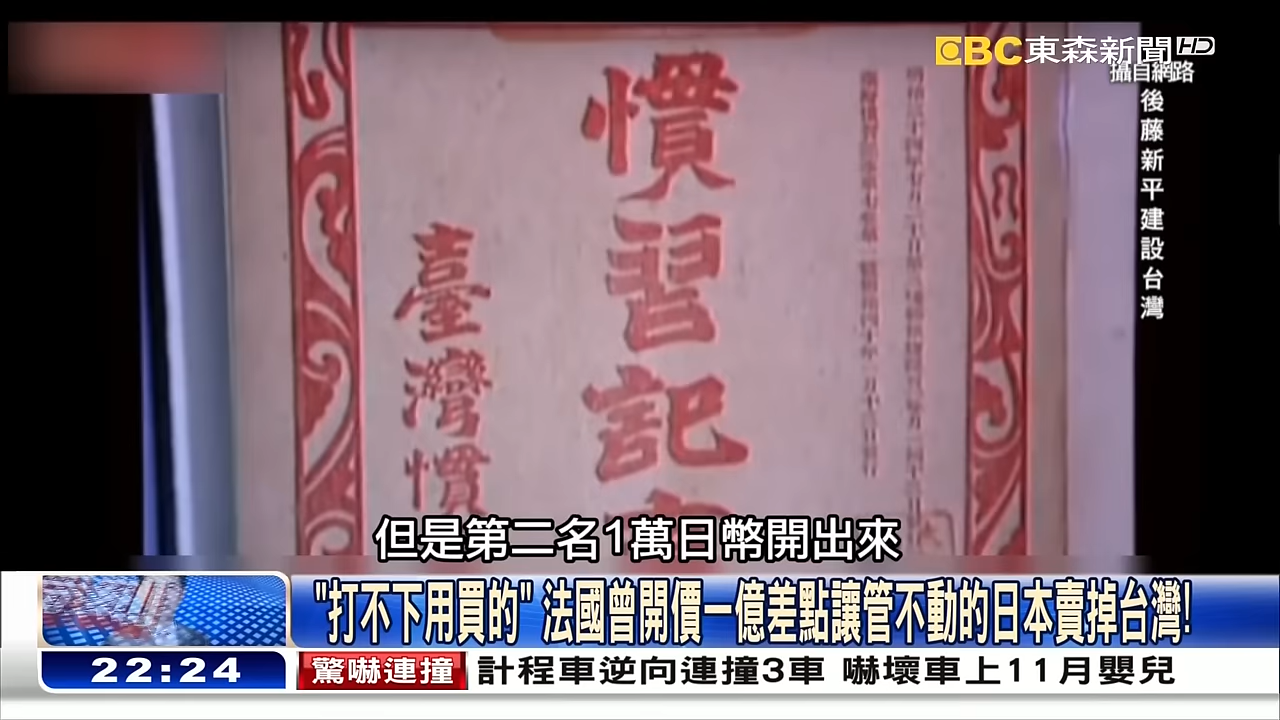 EBC東森新聞HD
攝自網路
後藤新平建設台灣
慣習記
臺灣慣
但是第二名1萬日幣開出來
"打不下用買的" 法國曾開價一億差點讓管不動的日本賣掉台灣!
22:24
驚嚇連撞
計程車逆向連撞3車 嚇壞車上11月嬰兒